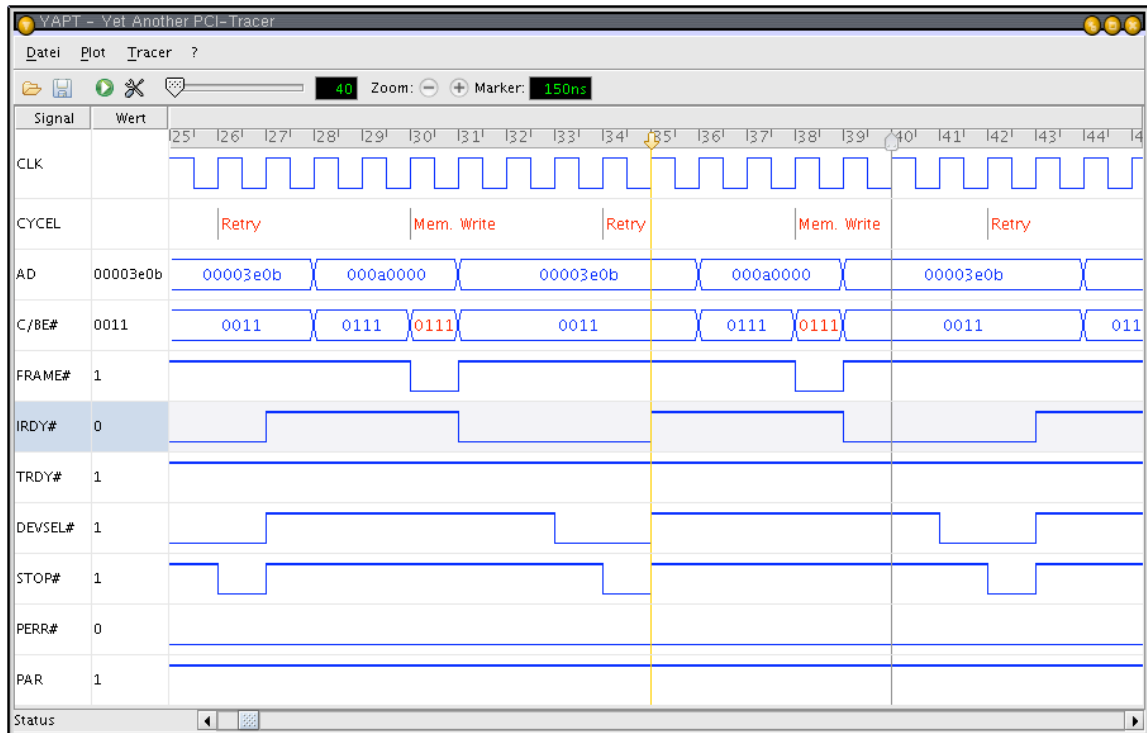 YAPT - Yet Another PCI-Tracer
Datei Plot Tracer ?
40 Zoom: Marker: 150ns
Signal Wert
25 26 27 28 29 30 31 32 33 34 35 36 37 38 39 40 41 42 43 44 4
CLK
CYCEL Retry Mem. Write Retry Mem. Write Retry
AD 00003e0b 00003e0b 000a0000 00003e0b 000a0000 00003e0b
C/BE# 0011 0011 0111 0111 0011 0111 0111 0011 011
FRAME# 1
IRDY# 0
TRDY# 1
DEVSEL# 1
STOP# 1
PERR# 0
PAR 1
Status